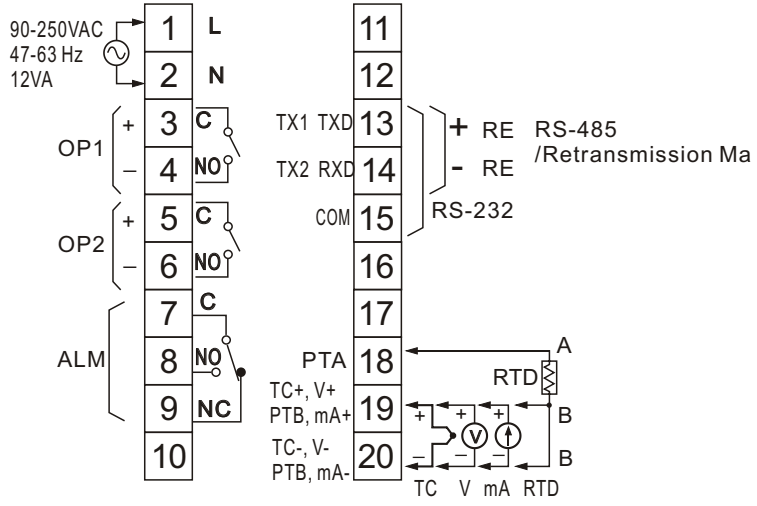 90-250VAC
47-63 Hz
12VA
1 L
2 N
OP1 + 3 C
– 4 NO
OP2 + 5 C
– 6 NO
ALM
7 C
8 NO
9 NC
10
11
12
TX1 TXD 13 + RE
TX2 RXD 14 - RE
RS-485
/Retransmission Ma
COM 15 RS-232
16
17
PTA 18 A
RTD
TC+, V+
PTB, mA+ 19 + + + B
V
TC-, V-
PTB, mA- 20 – – – B
TC V mA RTD